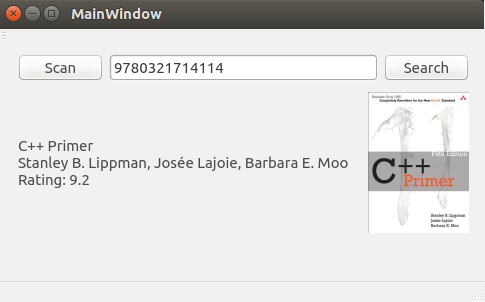 MainWindow
Scan
9780321714114
Search
C++ Primer
Stanley B. Lippman, Josée Lajoie, Barbara E. Moo
Rating: 9.2
Completely Rewritten for the New C++11 Standard
Fifth Edition
C++
Primer
Stanley B. Lippman
Josée Lajoie
Barbara E. Moo